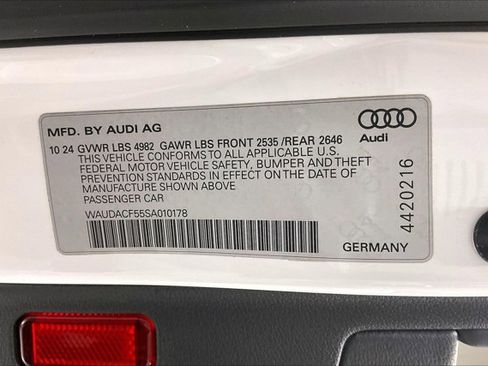 MFD. BY AUDI AG
10 24 GVWR LBS 4982 GAWR LBS FRONT 2535 /REAR 2646
THIS VEHICLE CONFORMS TO ALL APPLICABLE U.S.
FEDERAL MOTOR VEHICLE SAFETY, BUMPER AND THEFT
PREVENTION STANDARDS IN EFFECT ON THE DATE OF
MANUFACTURE SHOWN ABOVE
PASSENGER CAR
WAUDACF55SA010178
Audi
4420216
GERMANY